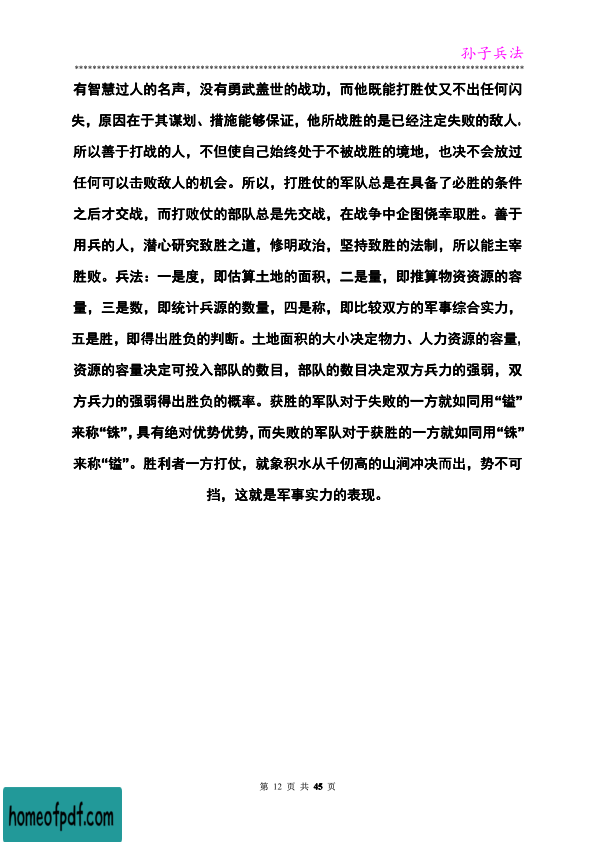 孙子兵法
有智慧过人的名声，没有勇武盖世的战功，而他既能打胜仗又不出任何闪
失，原因在于其谋划、措施能够保证，他所战胜的是已经注定失败的敌人。
所以善于打战的人，不但使自己始终处于不被战胜的境地，也决不会放过
任何可以击败敌人的机会。所以，打胜仗的军队总是在具备了必胜的条件
之后才交战，而打败仗的部队总是先交战，在战争中企图侥幸取胜。善于
用兵的人，潜心研究致胜之道，修明政治，坚持致胜的法制，所以能主宰
胜败。兵法：一是度，即估算土地的面积，二是量，即推算物资资源的容
量，三是数，即统计兵源的数量，四是称，即比较双方的军事综合实力，
五是胜，即得出胜负的判断。土地面积的大小决定物力、人力资源的容量，
资源的容量决定可投入部队的数目，部队的数目决定双方兵力的强弱，双
方兵力的强弱得出胜负的概率。获胜的军队对于失败的一方就如同用“镒”
来称“铢”，具有绝对优势优势，而失败的军队对于获胜的一方就如同用“铢”
来称“镒”。胜利者一方打仗，就象积水从千仞高的山涧冲决而出，势不可
挡，这就是军事实力的表现。
第 12 页 共 45 页
homeofpdf.com